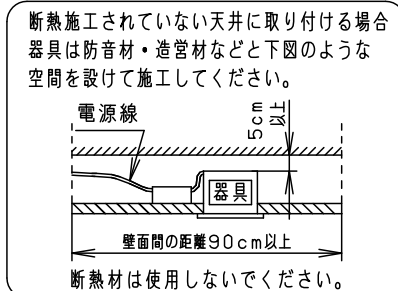 断熱施工されていない天井に取り付ける場合
器具は防音材・造営材などと下図のような
空間を設けて施工してください。
電源線
5cm
以上
器具
壁面間の距離90cm以上
断熱材は使用しないでください。